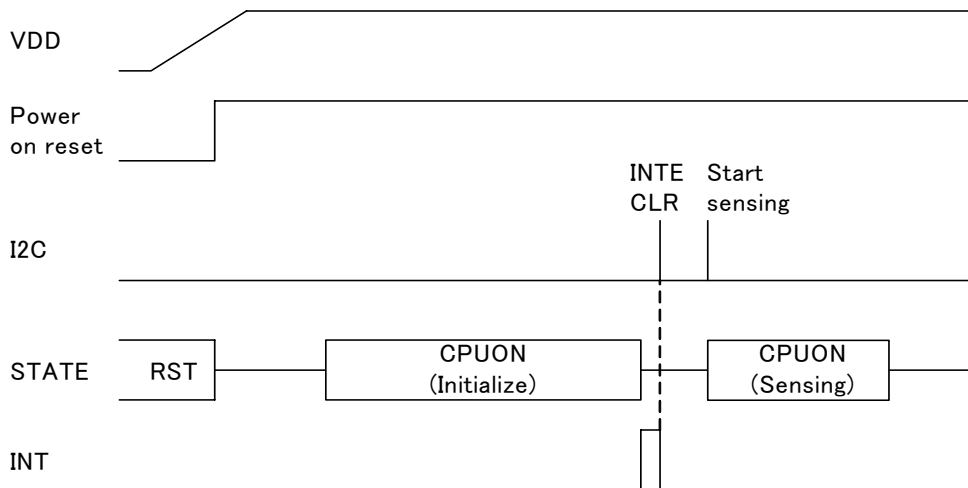 VDD
Power
on reset
INTE Start
CLR sensing
I2C
STATE RST CPUON CPUON
(Initialize) (Sensing)
INT